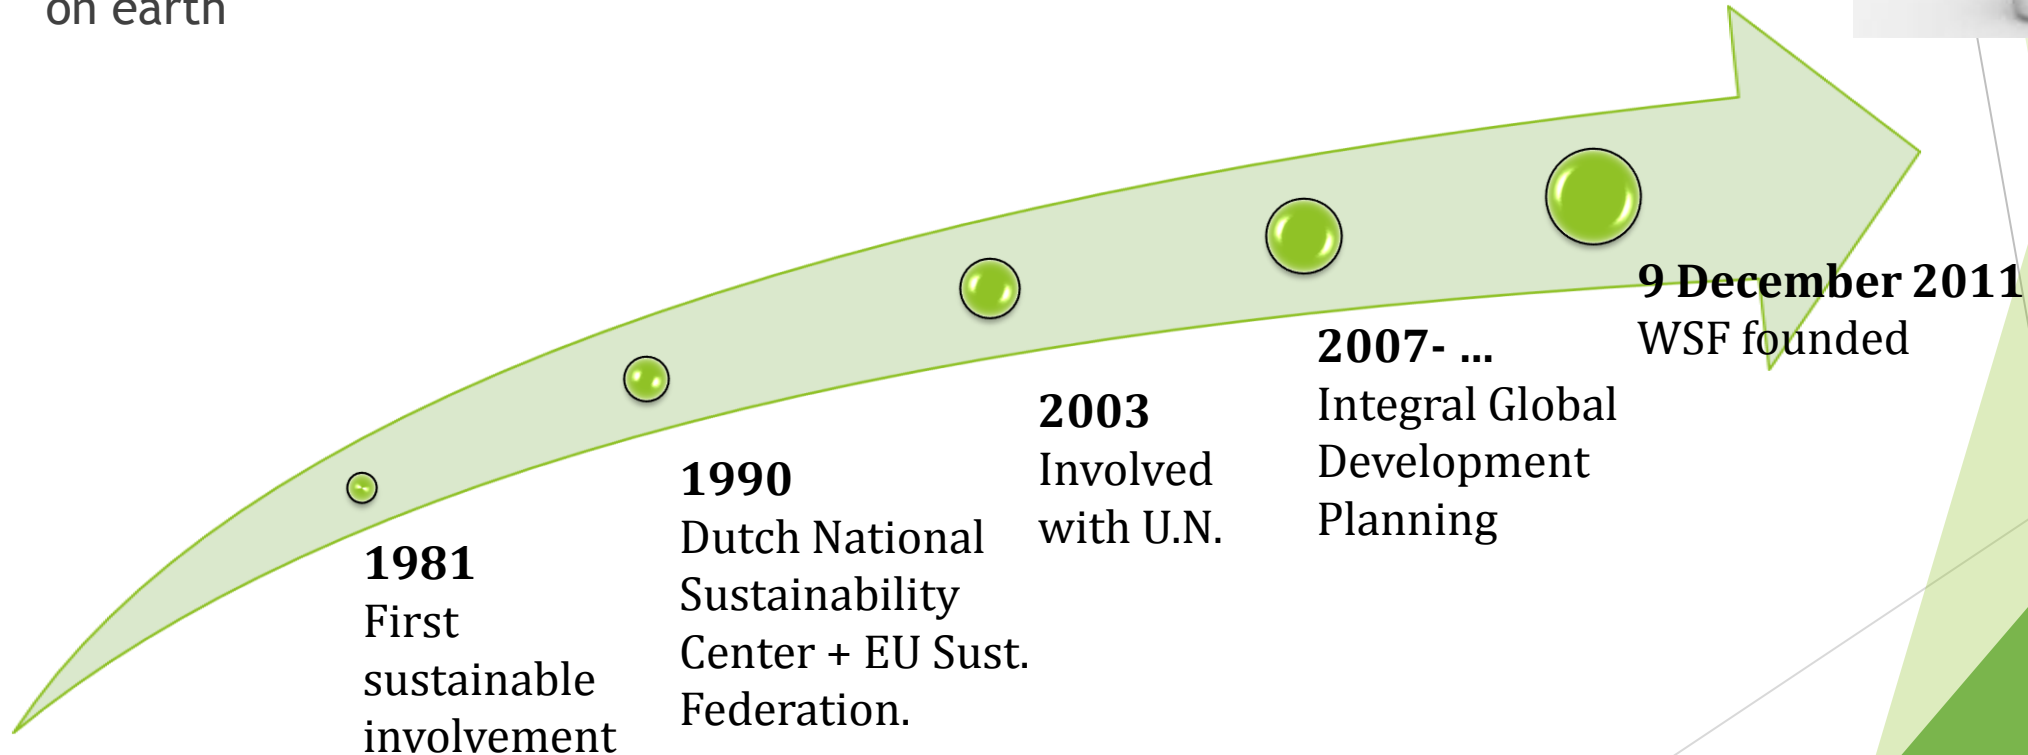 on earth
1981
First
sustainable
involvement
1990
Dutch National
Sustainability
Center + EU Sust.
Federation.
2003
Involved
with U.N.
2007- ...
Integral Global
Development
Planning
9 December 2011
WSF founded